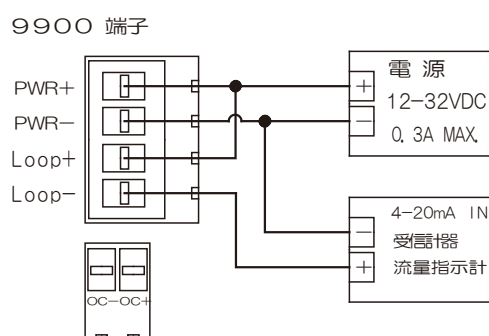 9900 端子
PWR+
PWR-
Loop+
Loop-
OC-OC+
+
電源
12-32VDC
-
0.3A MAX.
4-20mA IN
-
受信計器
+
流量指示計